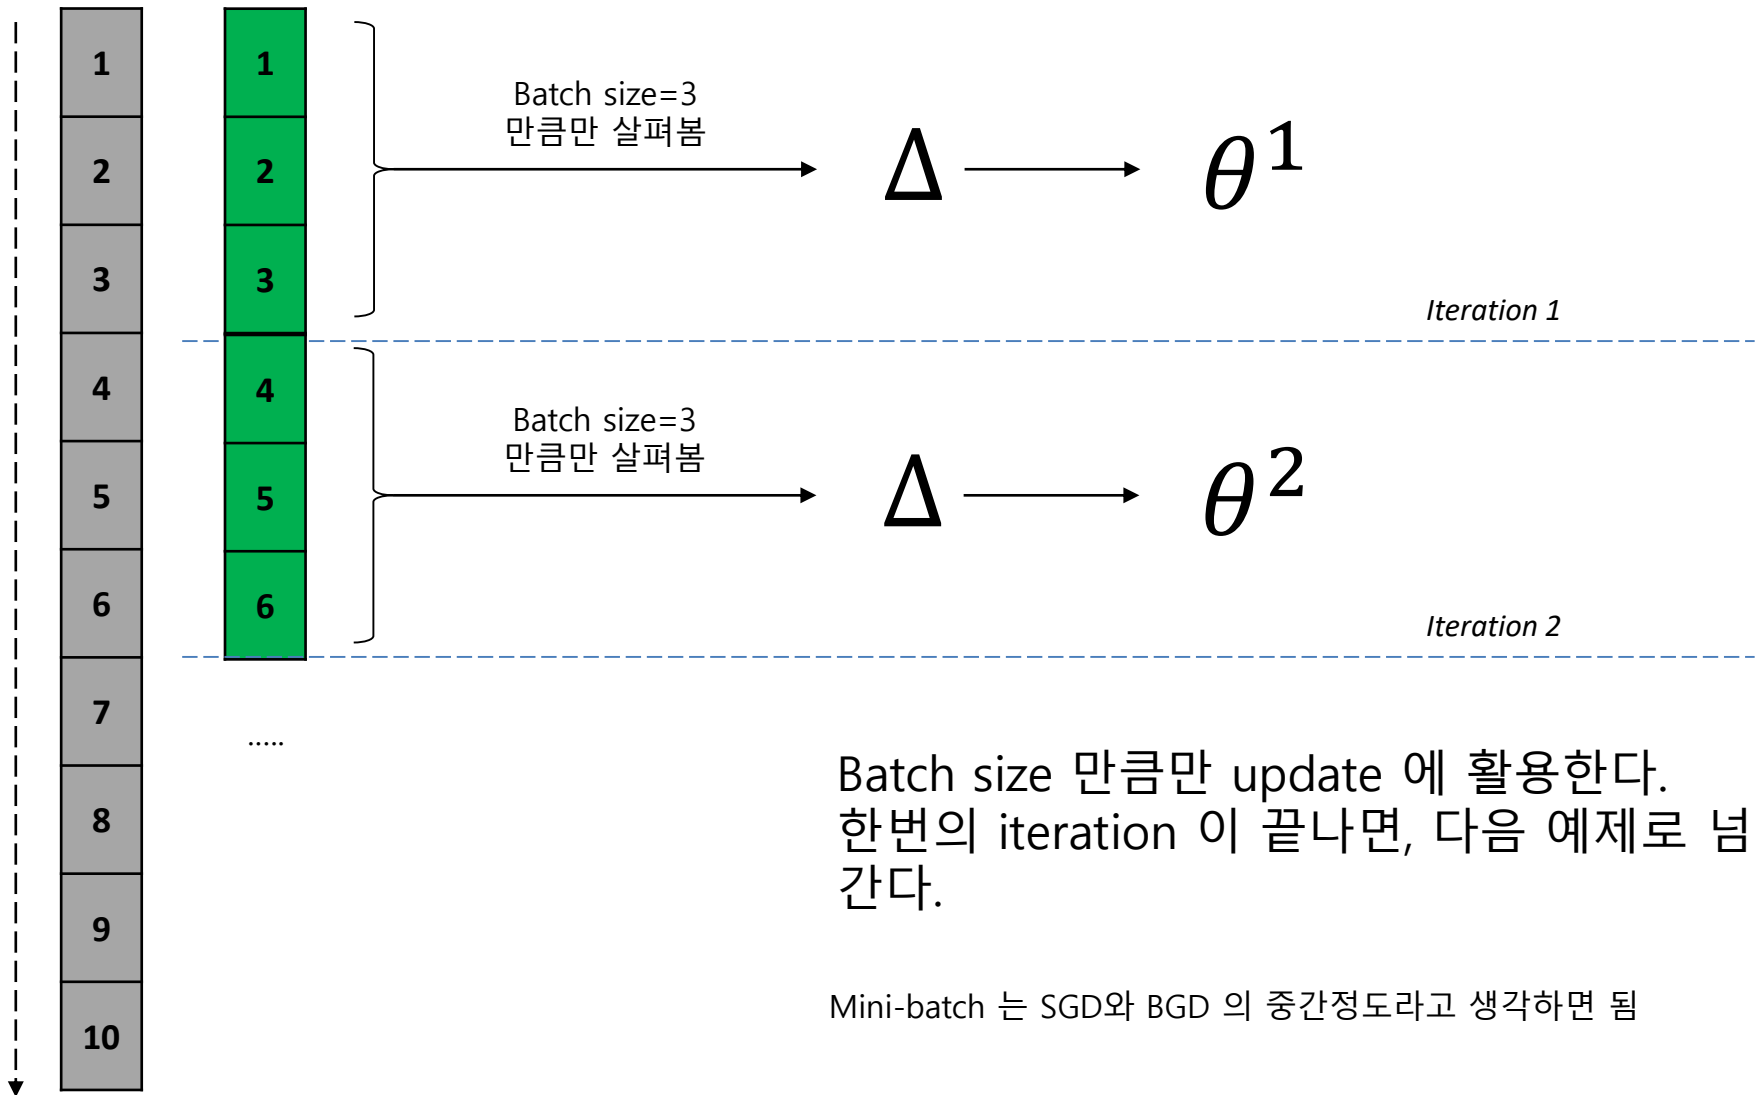 1
2
3
4
5
6
7
8
9
10
1
2
3
4
5
6
.....
Batch size=3
만큼만 살펴봄
Δ
θ¹
Iteration 1
Batch size=3
만큼만 살펴봄
Δ
θ²
Iteration 2
Batch size 만큼만 update 에 활용한다.
한번의 iteration 이 끝나면, 다음 예제로 넘
간다.
Mini-batch 는 SGD와 BGD 의 중간정도라고 생각하면 됨